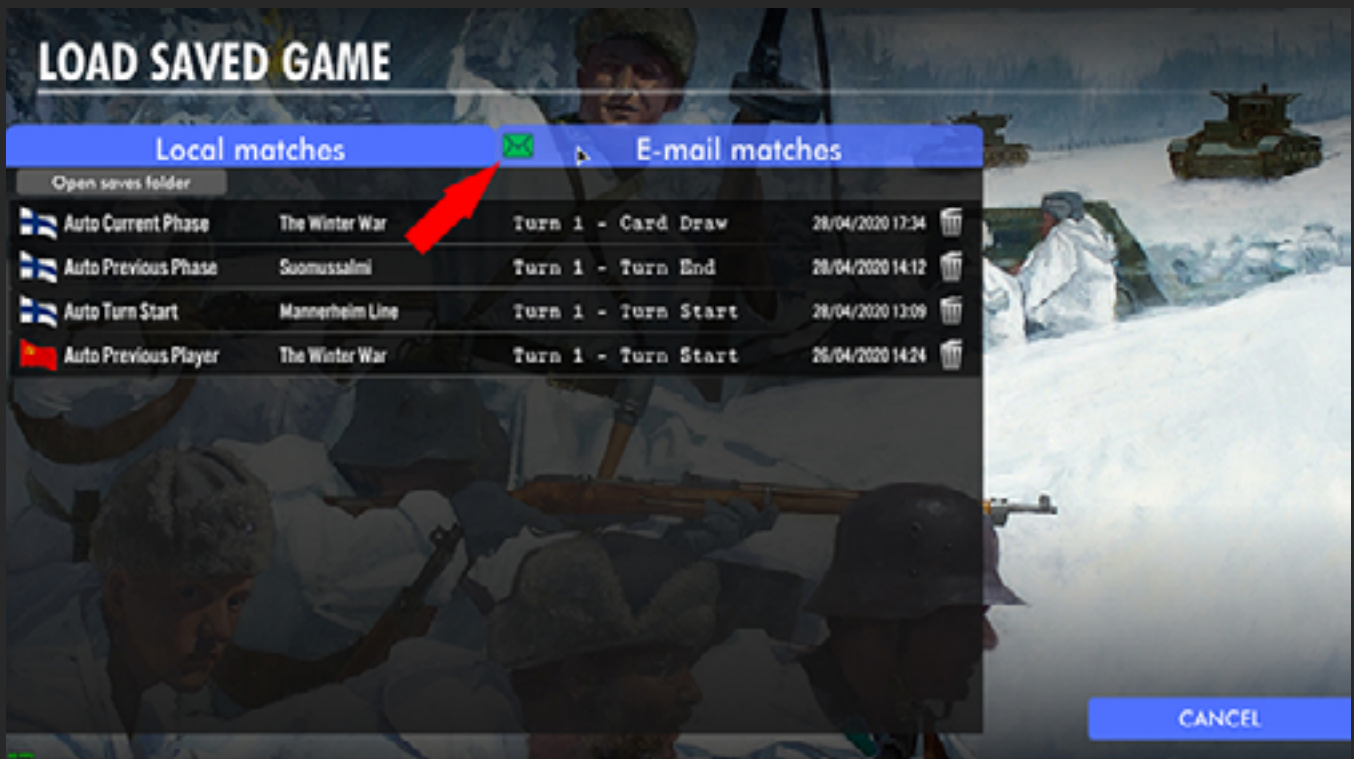 LOAD SAVED GAME
Local matches E-mail matches
Open saves folder
Auto Current Phase The Winter War Turn 1 - Card Draw 28/04/2020 17:34
Auto Previous Phase Suomussalmi Turn 1 - Turn End 28/04/2020 14:12
Auto Turn Start Mannerheim Line Turn 1 - Turn Start 28/04/2020 13:09
Auto Previous Player The Winter War Turn 1 - Turn Start 26/04/2020 14:24
CANCEL